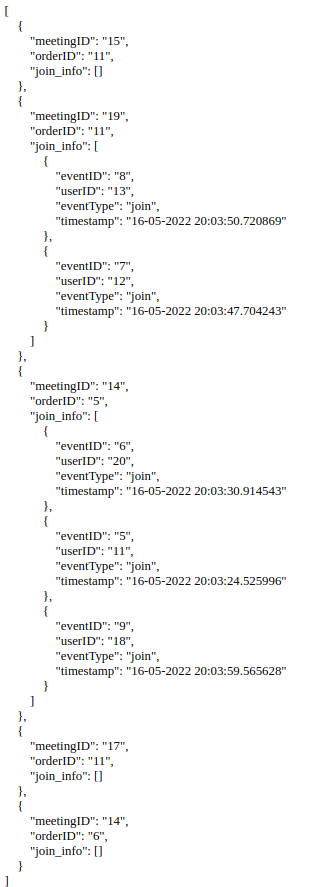 [
    {
        "meetingID": "15",
        "orderID": "11",
        "join_info": []
    },
    {
        "meetingID": "19",
        "orderID": "11",
        "join_info": [
            {
                "eventID": "8",
                "userID": "13",
                "eventType": "join",
                "timestamp": "16-05-2022 20:03:50.720869"
            },
            {
                "eventID": "7",
                "userID": "12",
                "eventType": "join",
                "timestamp": "16-05-2022 20:03:47.704243"
            }
        ]
    },
    {
        "meetingID": "14",
        "orderID": "5",
        "join_info": [
            {
                "eventID": "6",
                "userID": "20",
                "eventType": "join",
                "timestamp": "16-05-2022 20:03:30.914543"
            },
            {
                "eventID": "5",
                "userID": "11",
                "eventType": "join",
                "timestamp": "16-05-2022 20:03:24.525996"
            },
            {
                "eventID": "9",
                "userID": "18",
                "eventType": "join",
                "timestamp": "16-05-2022 20:03:59.565628"
            }
        ]
    },
    {
        "meetingID": "17",
        "orderID": "11",
        "join_info": []
    },
    {
        "meetingID": "14",
        "orderID": "6",
        "join_info": []
    }
]